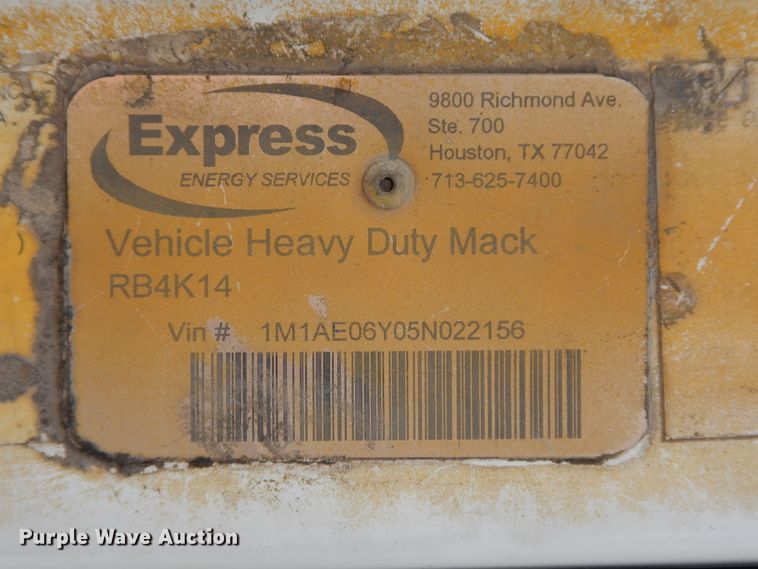 Express
ENERGY SERVICES
9800 Richmond Ave.
Ste. 700
Houston, TX 77042
713-625-7400
Vehicle Heavy Duty Mack
RB4K14
Vin # 1M1AE06Y05N022156
Purple Wave Auction